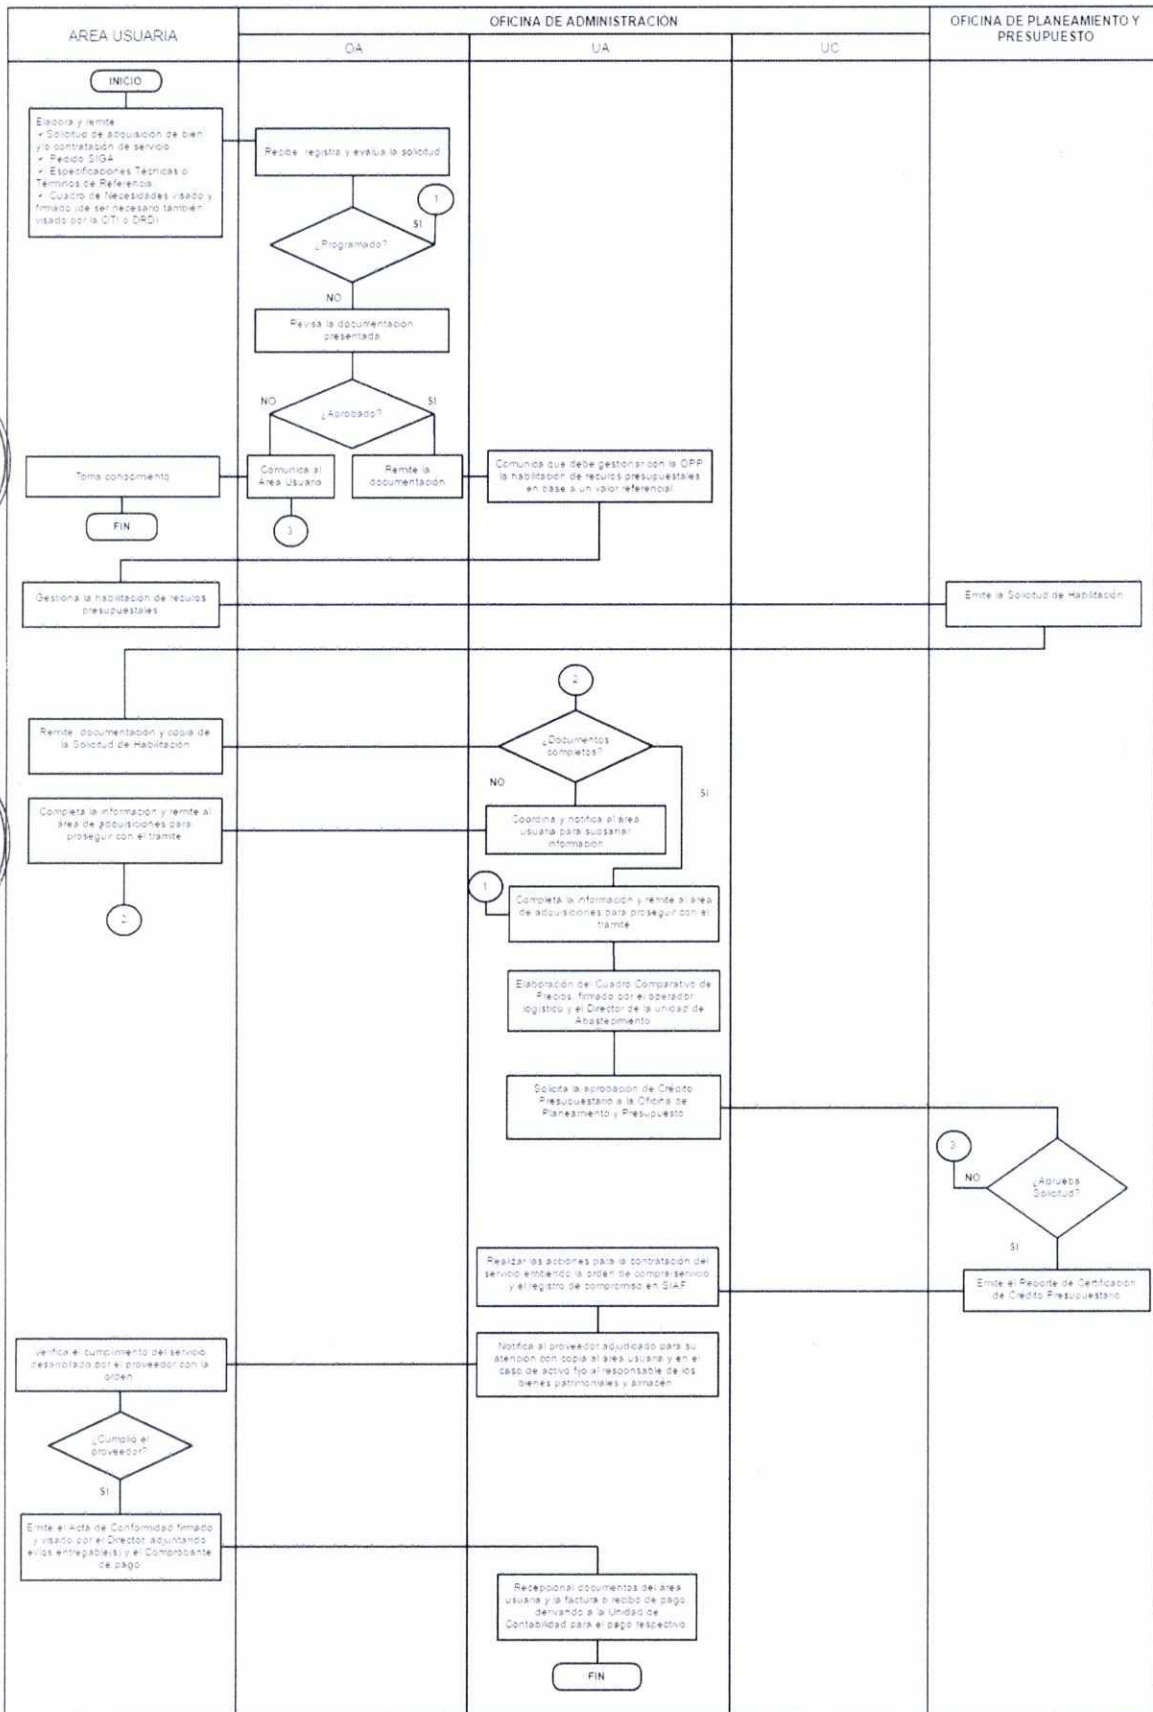 AREA USUARIA
OFICINA DE ADMINISTRACIÓN
OA
UA
UC
OFICINA DE PLANEAMIENTO Y
PRESUPUESTO
INICIO
Elabora y remite
✓ Solicitud de adquisición de bien
y/o contratación de servicio
✓ Pedido SIGA
✓ Especificaciones Técnicas o
Términos de Referencia
✓ Cuadro de Necesidades visado y
firmado (de ser necesario también
visado por la OTI o DRD)
Recibe, registra y evalúa la solicitud
1
SI
¿Programado?
NO
Revisa la documentación
presentada
NO
¿Aprobado?
SI
Toma conocimiento
Comunica al
Área Usuaria
Remite la
documentación
Comunica que debe gestionar con la OPP
la habilitación de recuros presupuestales
en base a un valor referencial
FIN
3
Gestiona la habilitación de recuros
presupuestales
Emite la Solicitud de Habilitación
2
Remite documentación y copia de
la Solicitud de Habilitación
¿Documentos
completos?
NO
SI
Completa la información y remite al
área de adquisiciones para
proseguir con el trámite
Coordina y notifica al área
usuaria para subsanar
información
2
1
Completa la información y remite al área
de adquisiciones para proseguir con el
trámite
Elaboración del Cuadro Comparativo de
Precios, firmado por el operador
logístico y el Director de la unidad de
Abastecimiento
Solicita la aprobación de Crédito
Presupuestario a la Oficina de
Planeamiento y Presupuesto
3
NO
¿Aprueba
Solicitud?
SI
Realizar las acciones para la contratación del
servicio emitiendo la orden de compra/servicio
y el registro de compromiso en SIAF
Emite el Reporte de Certificación
de Crédito Presupuestario
Verifica el cumplimiento del servicio
desarrollado por el proveedor con la
orden
Notifica al proveedor adjudicado para su
atención con copia al área usuaria y en el
caso de activo fijo al responsable de los
bienes patrimoniales y almacén
¿Cumplió el
proveedor?
SI
Emite el Acta de Conformidad firmado
y visado por el Director, adjuntando
el/los entregable(s) y el Comprobante
de pago
Recepcional documentos del área
usuaria y la factura o recibo de pago,
derivando a la Unidad de
Contabilidad para el pago respectivo
FIN